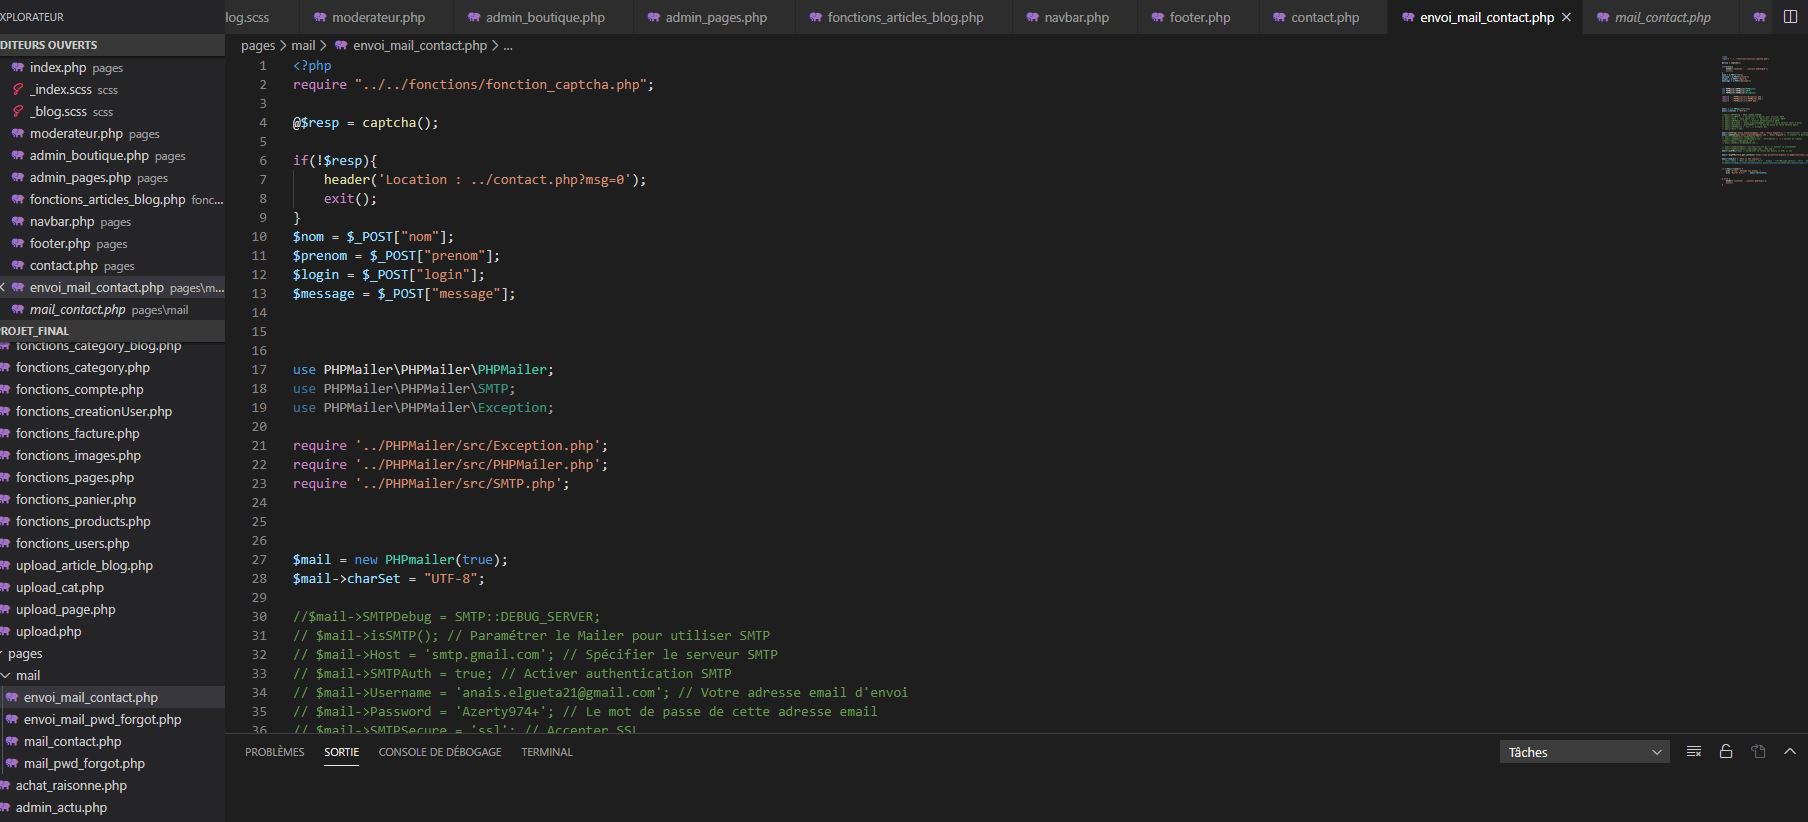 EXPLORATEUR
log.scss
moderateur.php
admin_boutique.php
admin_pages.php
fonctions_articles_blog.php
navbar.php
footer.php
contact.php
envoi_mail_contact.php
mail_contact.php
DITEURS OUVERTS
index.php pages
_index.scss scss
_blog.scss scss
moderateur.php pages
admin_boutique.php pages
admin_pages.php pages
fonctions_articles_blog.php fonc...
navbar.php pages
footer.php pages
contact.php pages
envoi_mail_contact.php pages\m...
mail_contact.php pages\mail
ROJET_FINAL
fonctions_category_blog.php
fonctions_category.php
fonctions_compte.php
fonctions_creationUser.php
fonctions_facture.php
fonctions_images.php
fonctions_pages.php
fonctions_panier.php
fonctions_products.php
fonctions_users.php
upload_article_blog.php
upload_cat.php
upload_page.php
upload.php
pages
mail
envoi_mail_contact.php
envoi_mail_pwd_forgot.php
mail_contact.php
mail_pwd_forgot.php
achat_raisonne.php
admin_actu.php
pages > mail > envoi_mail_contact.php > ...
1 <?php
2 require "../../fonctions/fonction_captcha.php";
3
4 @$resp = captcha();
5
6 if(!$resp){
7 header('Location : ../contact.php?msg=0');
8 exit();
9 }
10 $nom = $_POST["nom"];
11 $prenom = $_POST["prenom"];
12 $login = $_POST["login"];
13 $message = $_POST["message"];
14
15
16
17 use PHPMailer\PHPMailer\PHPMailer;
18 use PHPMailer\PHPMailer\SMTP;
19 use PHPMailer\PHPMailer\Exception;
20
21 require '../PHPMailer/src/Exception.php';
22 require '../PHPMailer/src/PHPMailer.php';
23 require '../PHPMailer/src/SMTP.php';
24
25
26
27 $mail = new PHPmailer(true);
28 $mail->charSet = "UTF-8";
29
30 //$mail->SMTPDebug = SMTP::DEBUG_SERVER;
31 // $mail->isSMTP(); // Paramétrer le Mailer pour utiliser SMTP
32 // $mail->Host = 'smtp.gmail.com'; // Spécifier le serveur SMTP
33 // $mail->SMTPAuth = true; // Activer authentication SMTP
34 // $mail->Username = 'anais.elgueta21@gmail.com'; // Votre adresse email d'envoi
35 // $mail->Password = 'Azerty974+'; // Le mot de passe de cette adresse email
36 // $mail->SMTPSecure = 'ssl'; // Accepter SSL
PROBLÈMES
SORTIE
CONSOLE DE DÉBOGAGE
TERMINAL
Tâches